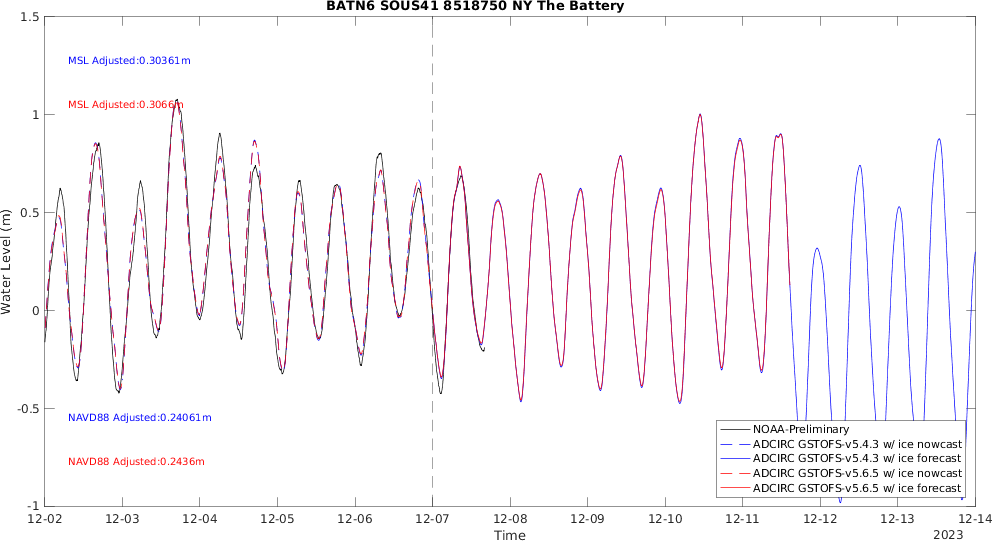 BATN6 SOUS41 8518750 NY The Battery
1.5
1
0.5
0
-0.5
-1
Water Level (m)
MSL Adjusted:0.30361m
MSL Adjusted:0.3066m
NAVD88 Adjusted:0.24061m
NAVD88 Adjusted:0.2436m
NOAA-Preliminary
ADCIRC GSTOFS-v5.4.3 w/ ice nowcast
ADCIRC GSTOFS-v5.4.3 w/ ice forecast
ADCIRC GSTOFS-v5.6.5 w/ ice nowcast
ADCIRC GSTOFS-v5.6.5 w/ ice forecast
12-02 12-03 12-04 12-05 12-06 12-07 12-08 12-09 12-10 12-11 12-12 12-13 12-14
Time
2023